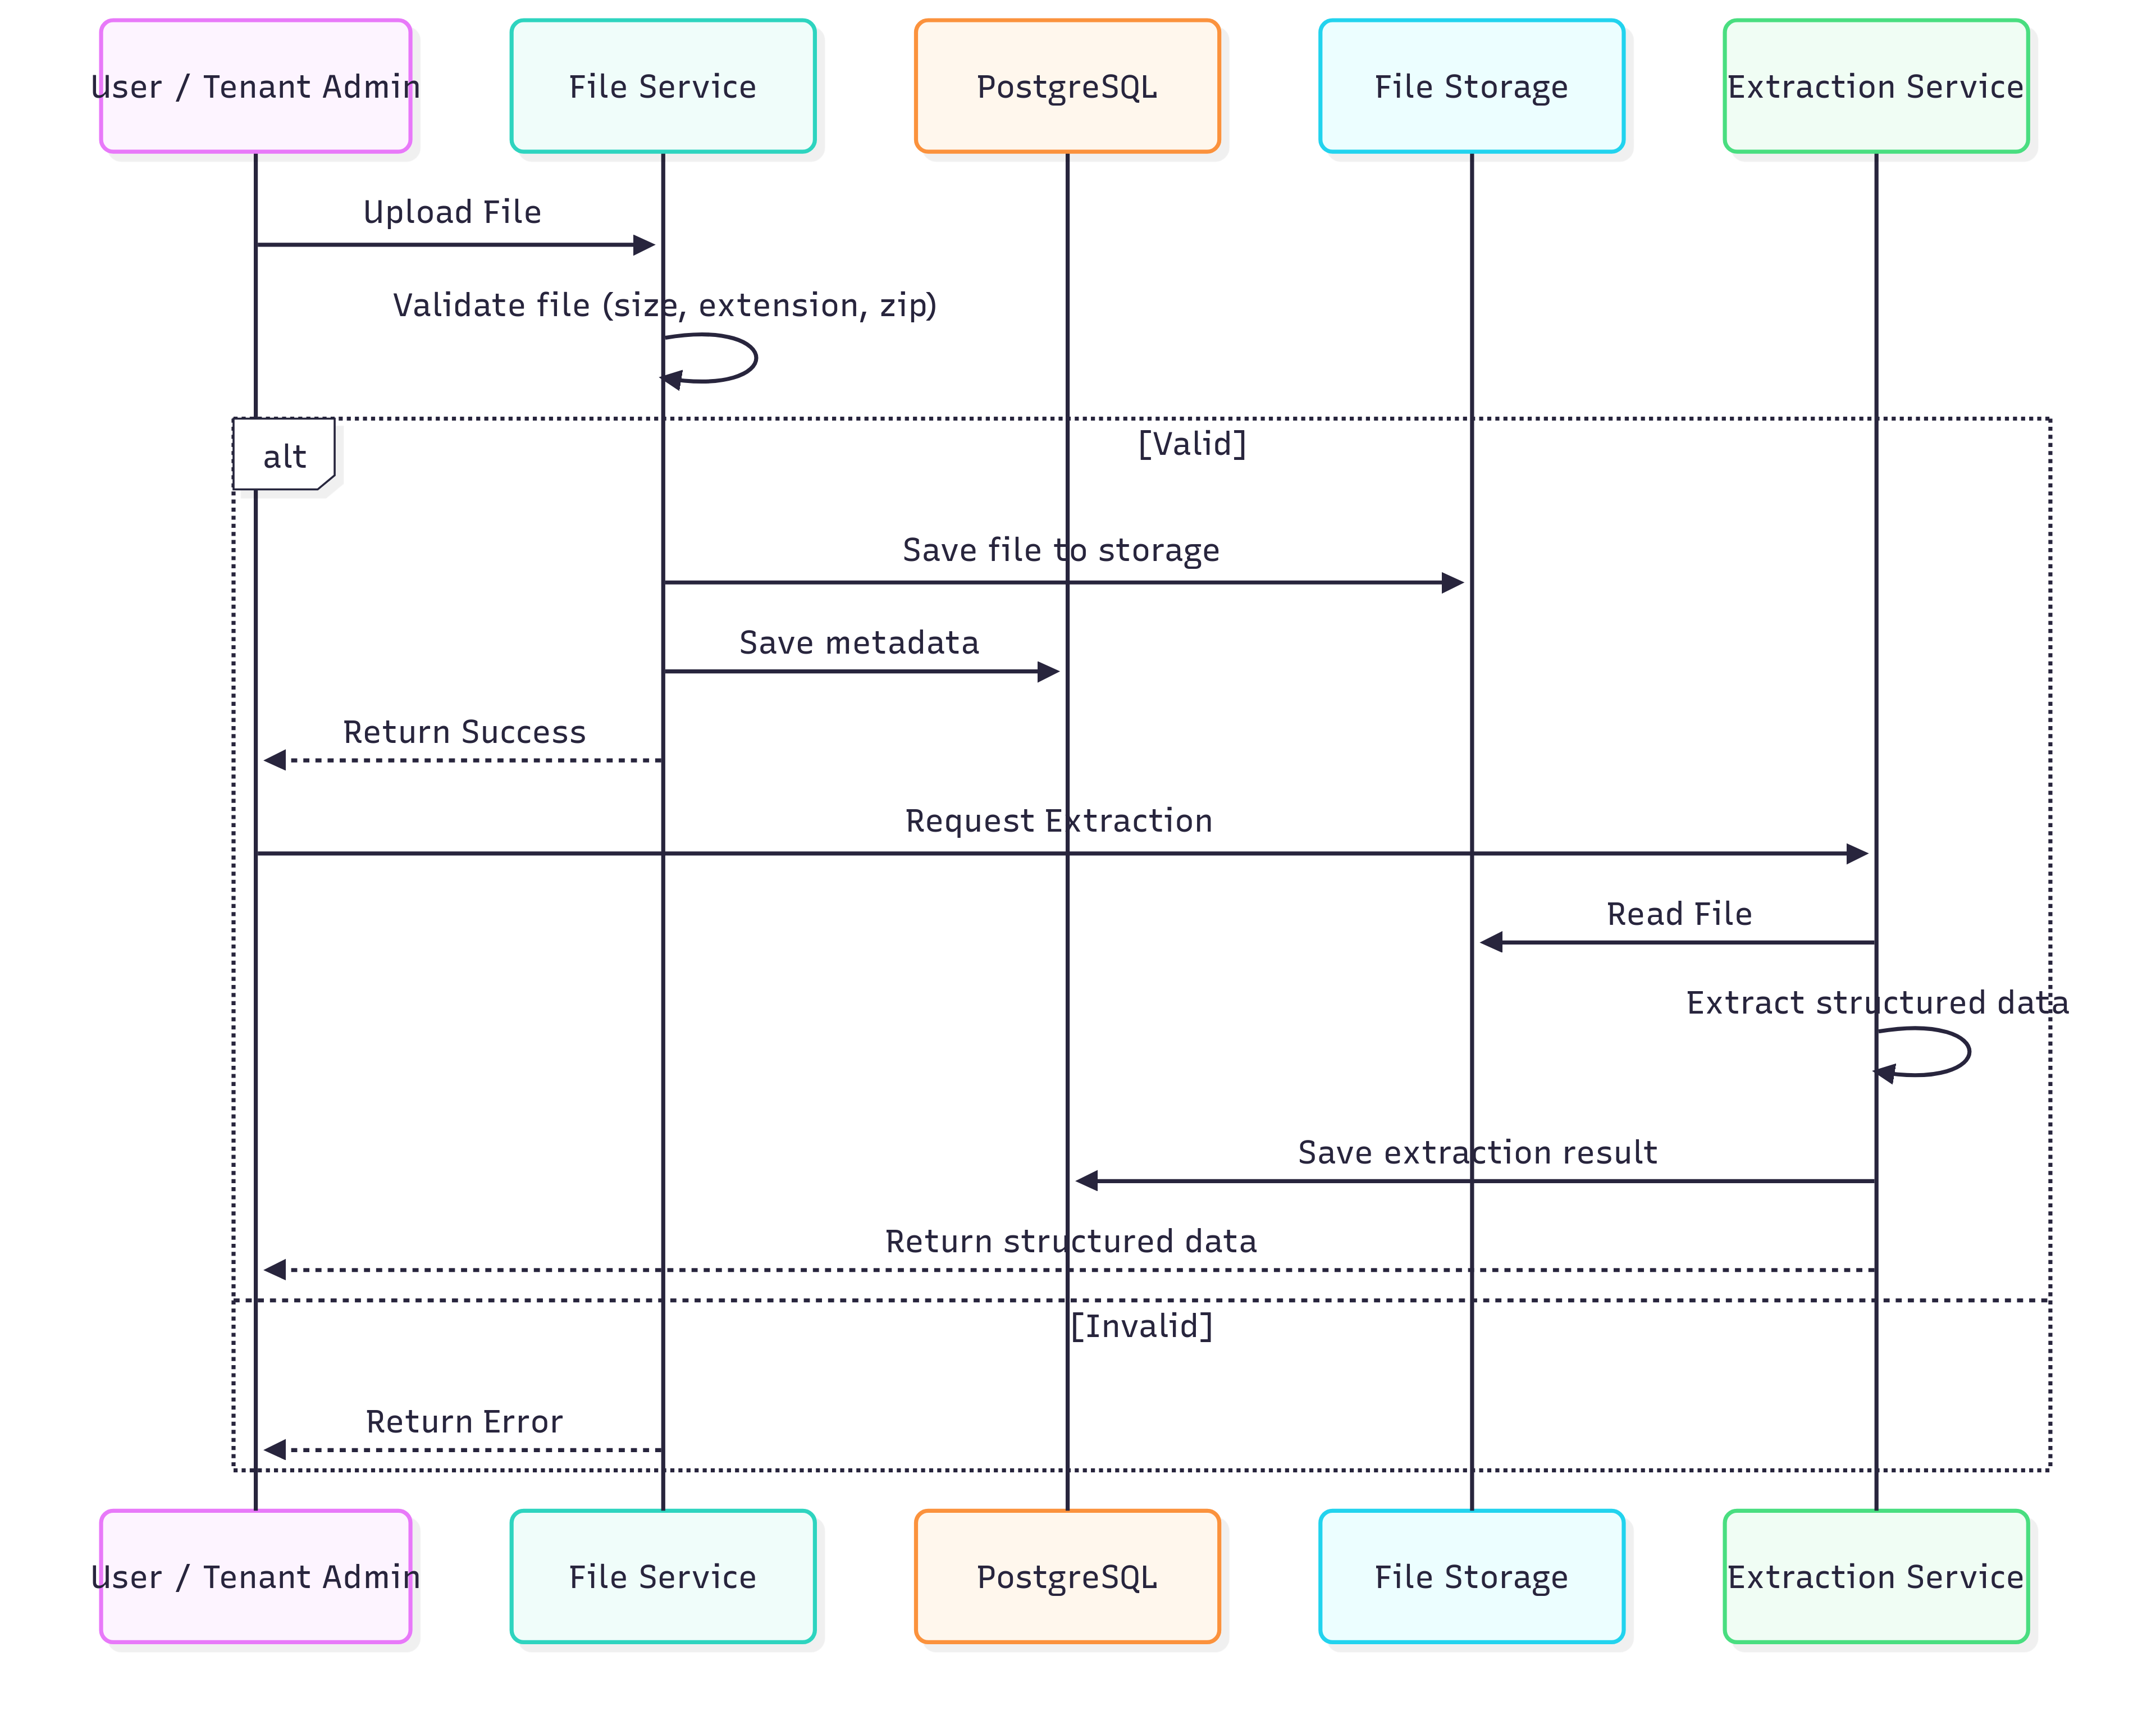 User / Tenant Admin
File Service
PostgreSQL
File Storage
Extraction Service
Upload File
Validate file (size, extension, zip)
alt
[Valid]
Save file to storage
Save metadata
Return Success
Request Extraction
Read File
Extract structured data
Save extraction result
Return structured data
[Invalid]
Return Error
User / Tenant Admin
File Service
PostgreSQL
File Storage
Extraction Service